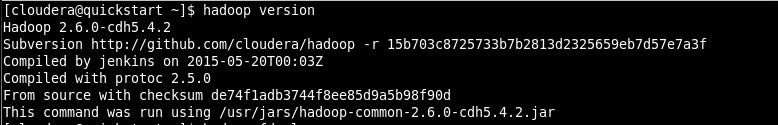 [cloudera@quickstart ~]$ hadoop version
Hadoop 2.6.0-cdh5.4.2
Subversion http://github.com/cloudera/hadoop -r 15b703c8725733b7b2813d2325659eb7d57e7a3f
Compiled by jenkins on 2015-05-20T00:03Z
Compiled with protoc 2.5.0
From source with checksum de74f1adb3744f8ee85d9a5b98f90d
This command was run using /usr/jars/hadoop-common-2.6.0-cdh5.4.2.jar